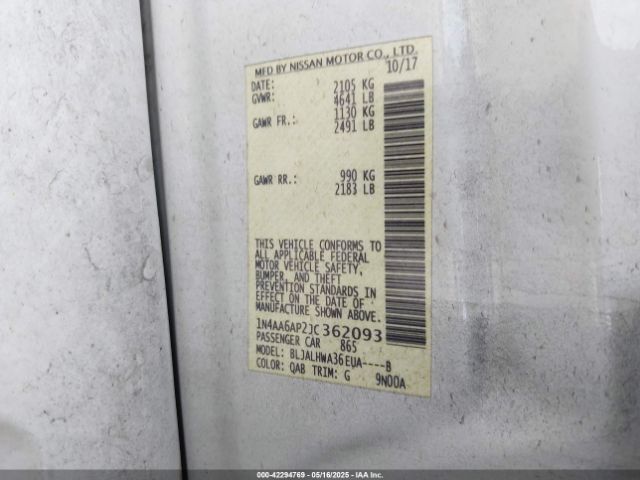 MFD BY NISSAN MOTOR CO., LTD.
DATE: 10/17
GVWR: 2105 KG
4641 LB
GAWR FR.: 1130 KG
2491 LB
GAWR RR.: 990 KG
2183 LB
THIS VEHICLE CONFORMS TO
ALL APPLICABLE FEDERAL
MOTOR VEHICLE SAFETY,
BUMPER, AND THEFT
PREVENTION STANDARDS IN
EFFECT ON THE DATE OF
MANUFACTURE SHOWN ABOVE.
1N4AA6AP2JC362093
PASSENGER CAR 865
MODEL: BLJALHWA36EUA----B
COLOR: QAB TRIM: G 9N00A
000-42294769 - 05/16/2025 - IAA Inc.